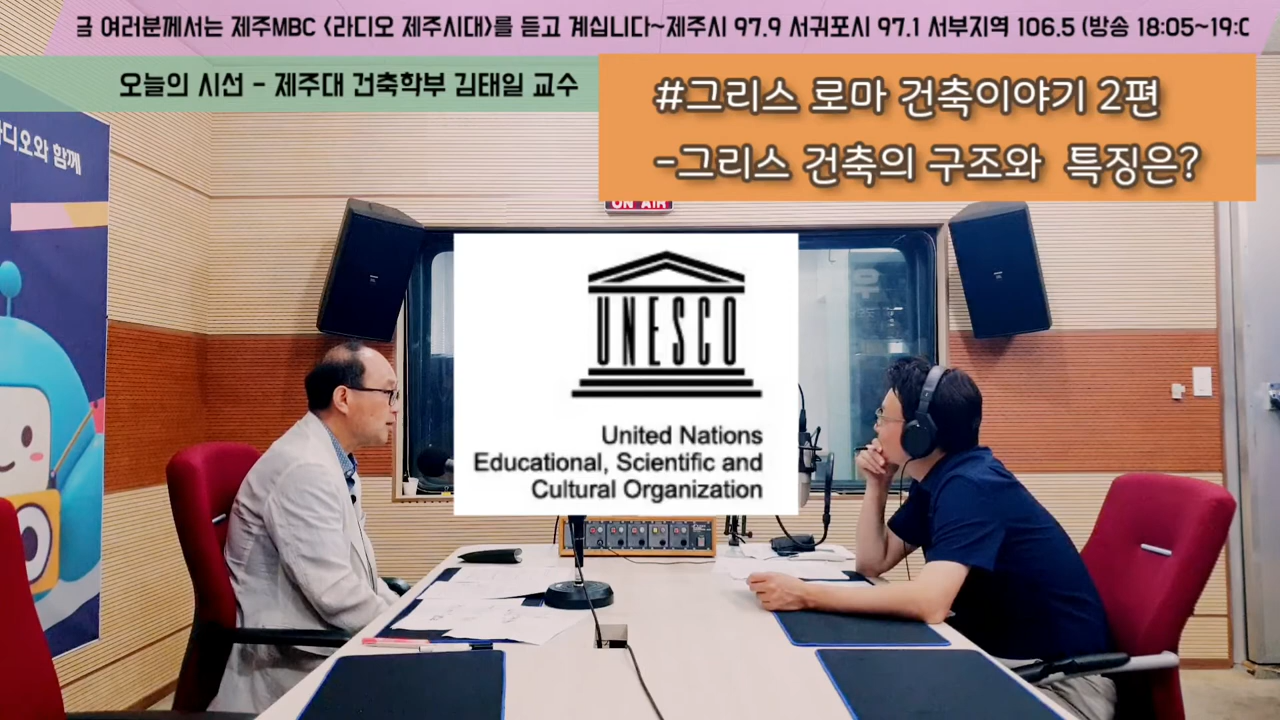 금 여러분께서는 제주MBC <라디오 제주시대>를 듣고 계십니다~제주시 97.9 서귀포시 97.1 서부지역 106.5 (방송 18:05~19:0
오늘의 시선 - 제주대 건축학부 김태일 교수
#그리스 로마 건축이야기 2편
-그리스 건축의 구조와 특징은?
라디오와 함께
ON AIR
UNESCO
United Nations
Educational, Scientific and
Cultural Organization